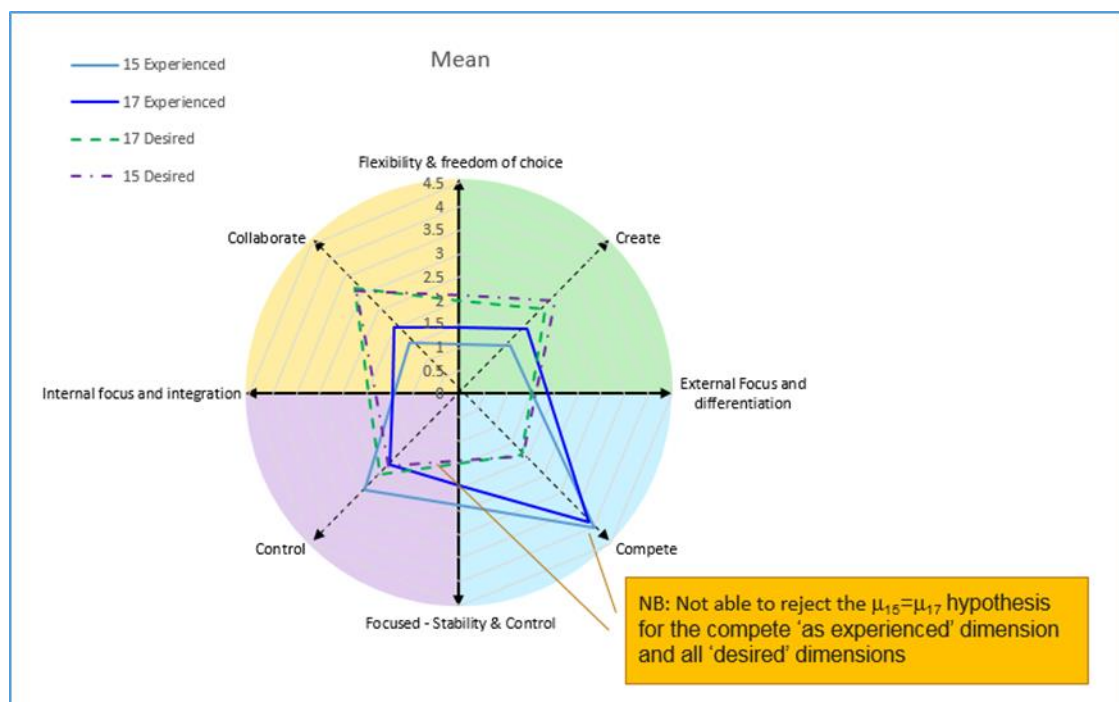 Mean
15 Experienced
17 Experienced
17 Desired
15 Desired
Flexibility & freedom of choice
4.5
4
3.5
3
2.5
2
1.5
1
0.5
0
Collaborate
Create
Internal focus and integration
External Focus and
differentiation
Control
Compete
Focused - Stability & Control
NB: Not able to reject the μ15=μ17 hypothesis
for the compete ‘as experienced’ dimension
and all ‘desired’ dimensions